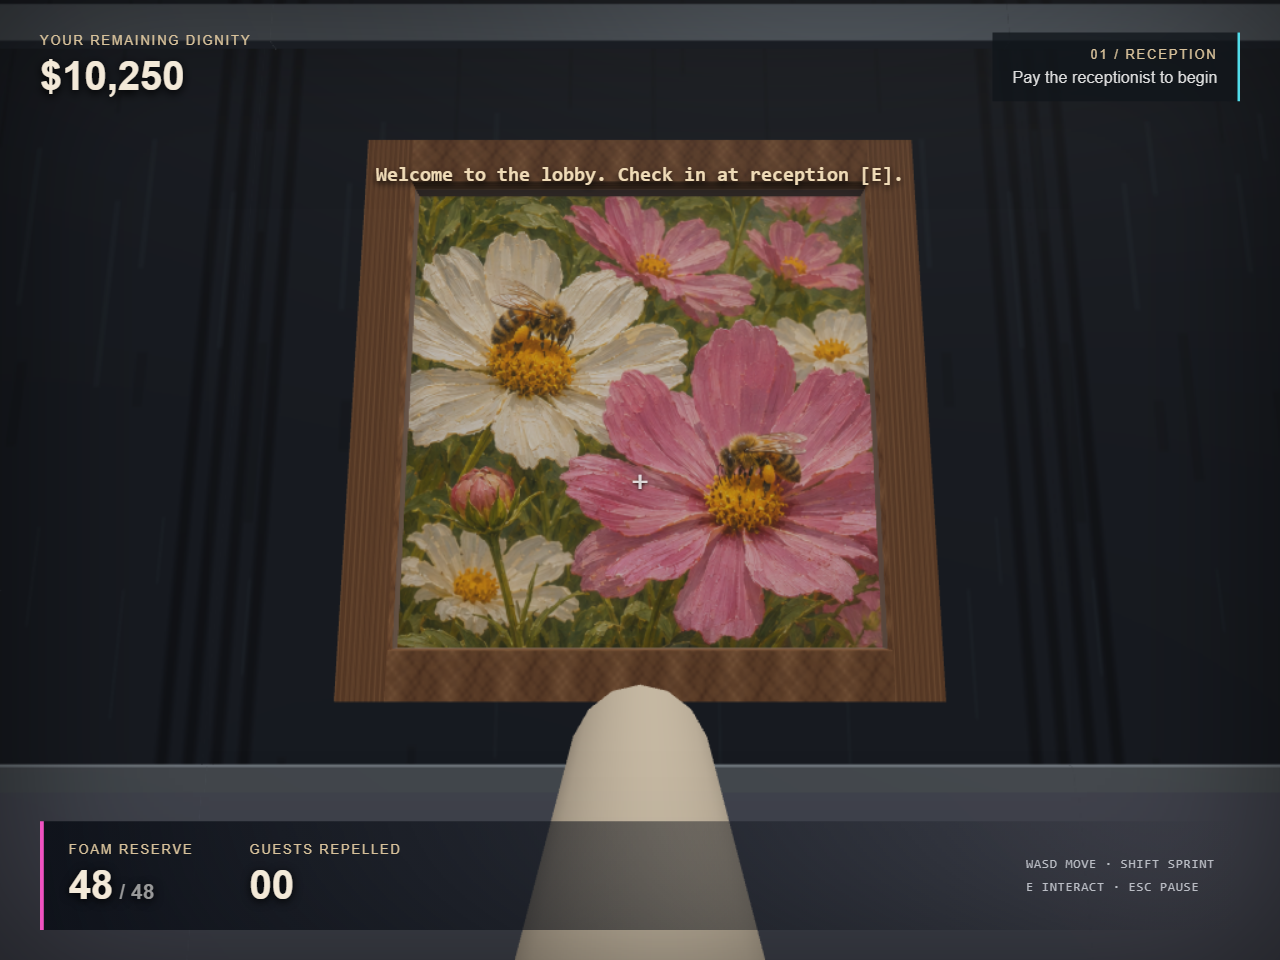 YOUR REMAINING DIGNITY
$10,250
01 / RECEPTION
Pay the receptionist to begin
Welcome to the lobby. Check in at reception [E].
FOAM RESERVE
48 / 48
GUESTS REPELLED
00
WASD MOVE · SHIFT SPRINT
E INTERACT · ESC PAUSE